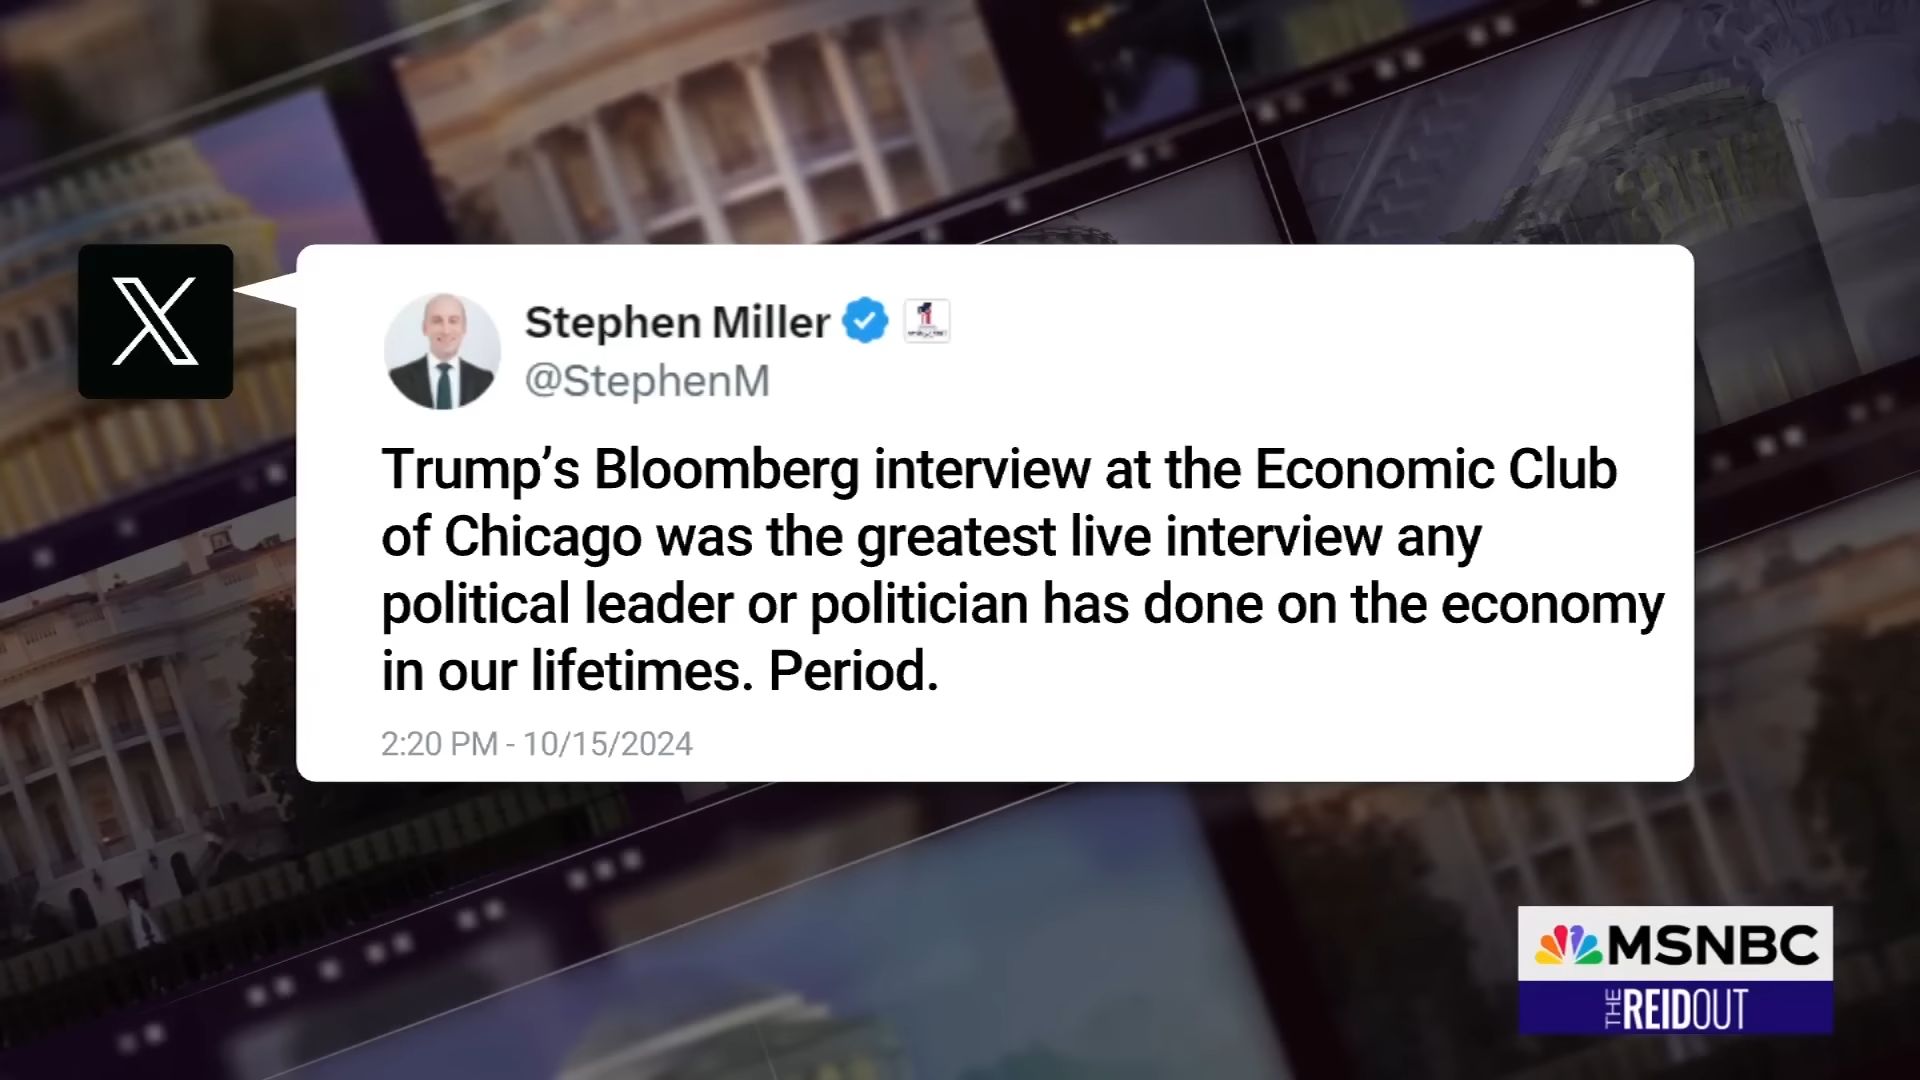 X
Stephen Miller
@StephenM
Trump’s Bloomberg interview at the Economic Club
of Chicago was the greatest live interview any
political leader or politician has done on the economy
in our lifetimes. Period.
2:20 PM - 10/15/2024
MSNBC
THE REIDOUT